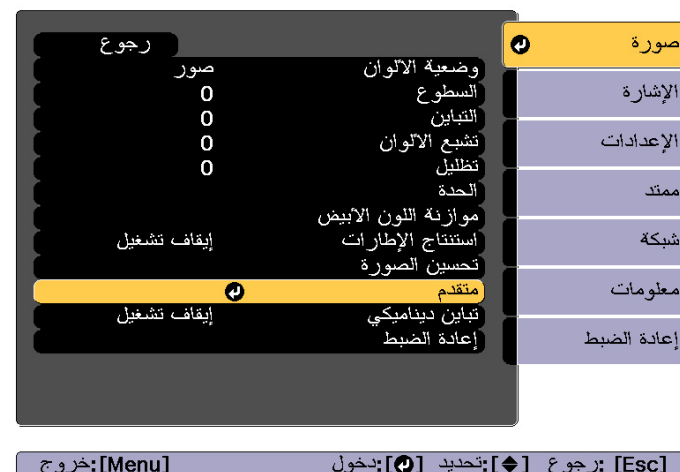 صورة
الإشارة
الإعدادات
ممتد
شبكة
معلومات
إعادة الضبط
رجوع
وضعية الألوان صور
السطوع 0
التباين 0
تشبع الألوان 0
تظليل 0
الحدة
موازنة اللون الأبيض
استنتاج الإطارات إيقاف تشغيل
تحسين الصورة
متقدم
تباين ديناميكي إيقاف تشغيل
إعادة الضبط
[Esc] :رجوع [◆]:تحديد [↵]:دخول [Menu]:خروج